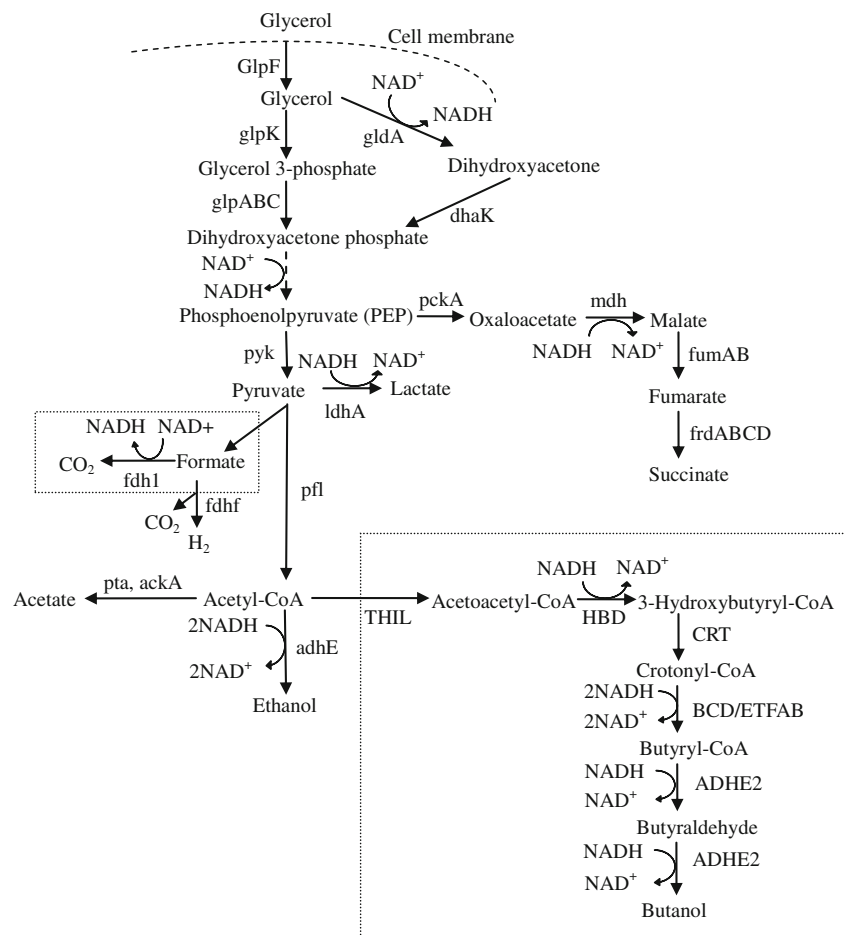 Glycerol
Cell membrane
GlpF
NAD⁺
Glycerol
NADH
glpK
gldA
Glycerol 3-phosphate
Dihydroxyacetone
glpABC
dhaK
Dihydroxyacetone phosphate
NAD⁺
NADH
Phosphoenolpyruvate (PEP)
pckA
Oxaloacetate
mdh
Malate
NADH
NAD⁺
pyk
NADH
NAD⁺
fumAB
Pyruvate
Lactate
ldhA
Fumarate
NADH
NAD+
frdABCD
CO₂
Formate
fdh1
Succinate
pfl
fdhf
CO₂
H₂
NADH
NAD⁺
pta, ackA
Acetate
Acetyl-CoA
THIL
Acetoacetyl-CoA
HBD
3-Hydroxybutyryl-CoA
2NADH
adhE
CRT
2NAD⁺
Crotonyl-CoA
Ethanol
2NADH
BCD/ETFAB
2NAD⁺
Butyryl-CoA
NADH
ADHE2
NAD⁺
Butyraldehyde
NADH
ADHE2
NAD⁺
Butanol